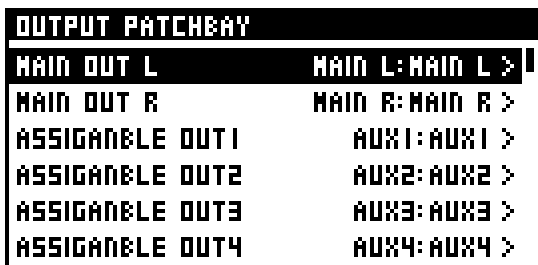 OUTPUT PATCHBAY
MAIN OUT L MAIN L:MAIN L >
MAIN OUT R MAIN R:MAIN R >
ASSIGANBLE OUT1 AUX1:AUX1 >
ASSIGANBLE OUT2 AUX2:AUX2 >
ASSIGANBLE OUT3 AUX3:AUX3 >
ASSIGANBLE OUT4 AUX4:AUX4 >